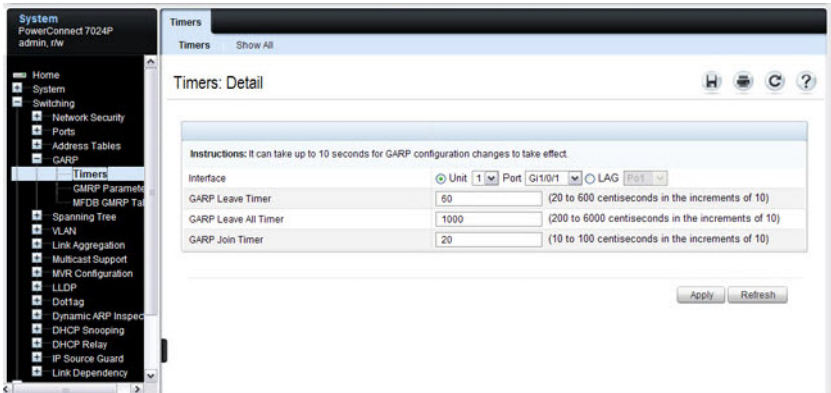 System
PowerConnect 7024P
admin, r/w
Home
System
Switching
Network Security
Ports
Address Tables
GARP
Timers
GMRP Paramete
MFDB GMRP Tal
Spanning Tree
VLAN
Link Aggregation
Multicast Support
MVR Configuration
LLDP
Dot1ag
Dynamic ARP Inspec
DHCP Snooping
DHCP Relay
IP Source Guard
Link Dependency
Timers
Timers Show All
Timers: Detail
Instructions: It can take up to 10 seconds for GARP configuration changes to take effect.
Interface Unit 1 Port Gi1/0/1 LAG Po1
GARP Leave Timer 60 (20 to 600 centiseconds in the increments of 10)
GARP Leave All Timer 1000 (200 to 6000 centiseconds in the increments of 10)
GARP Join Timer 20 (10 to 100 centiseconds in the increments of 10)
Apply Refresh